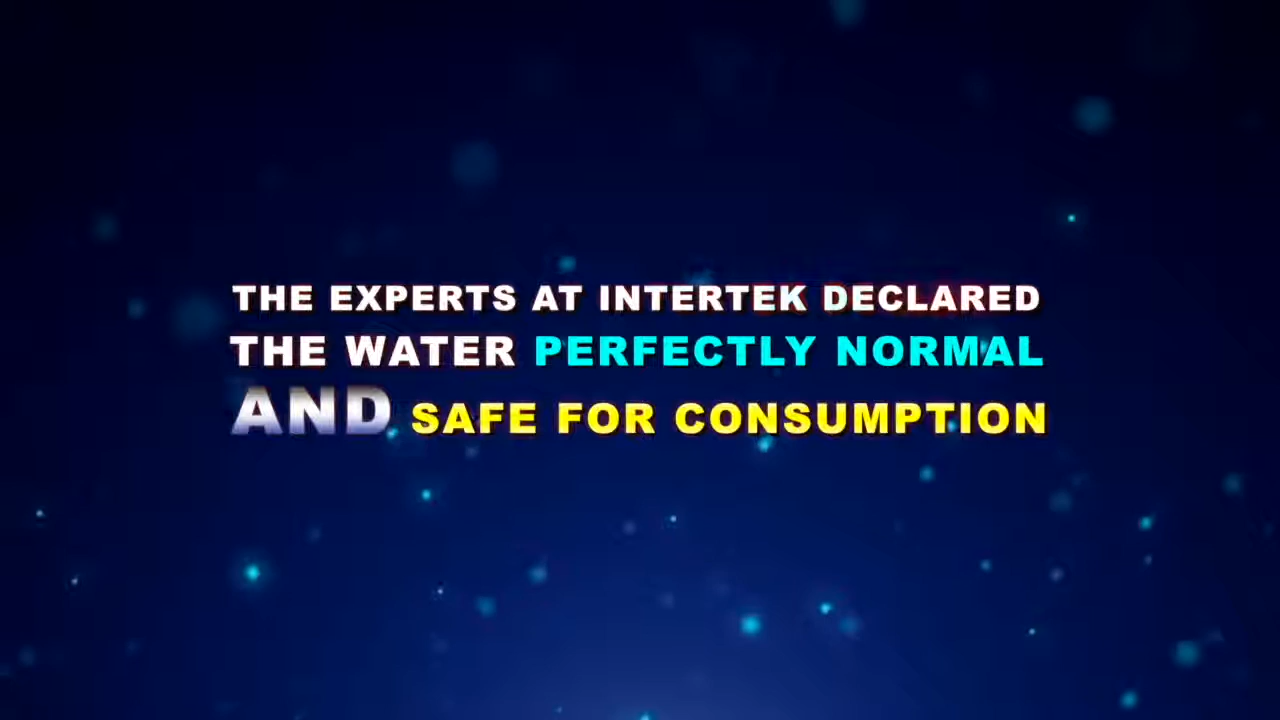 THE EXPERTS AT INTERTEK DECLARED
THE WATER PERFECTLY NORMAL
AND SAFE FOR CONSUMPTION